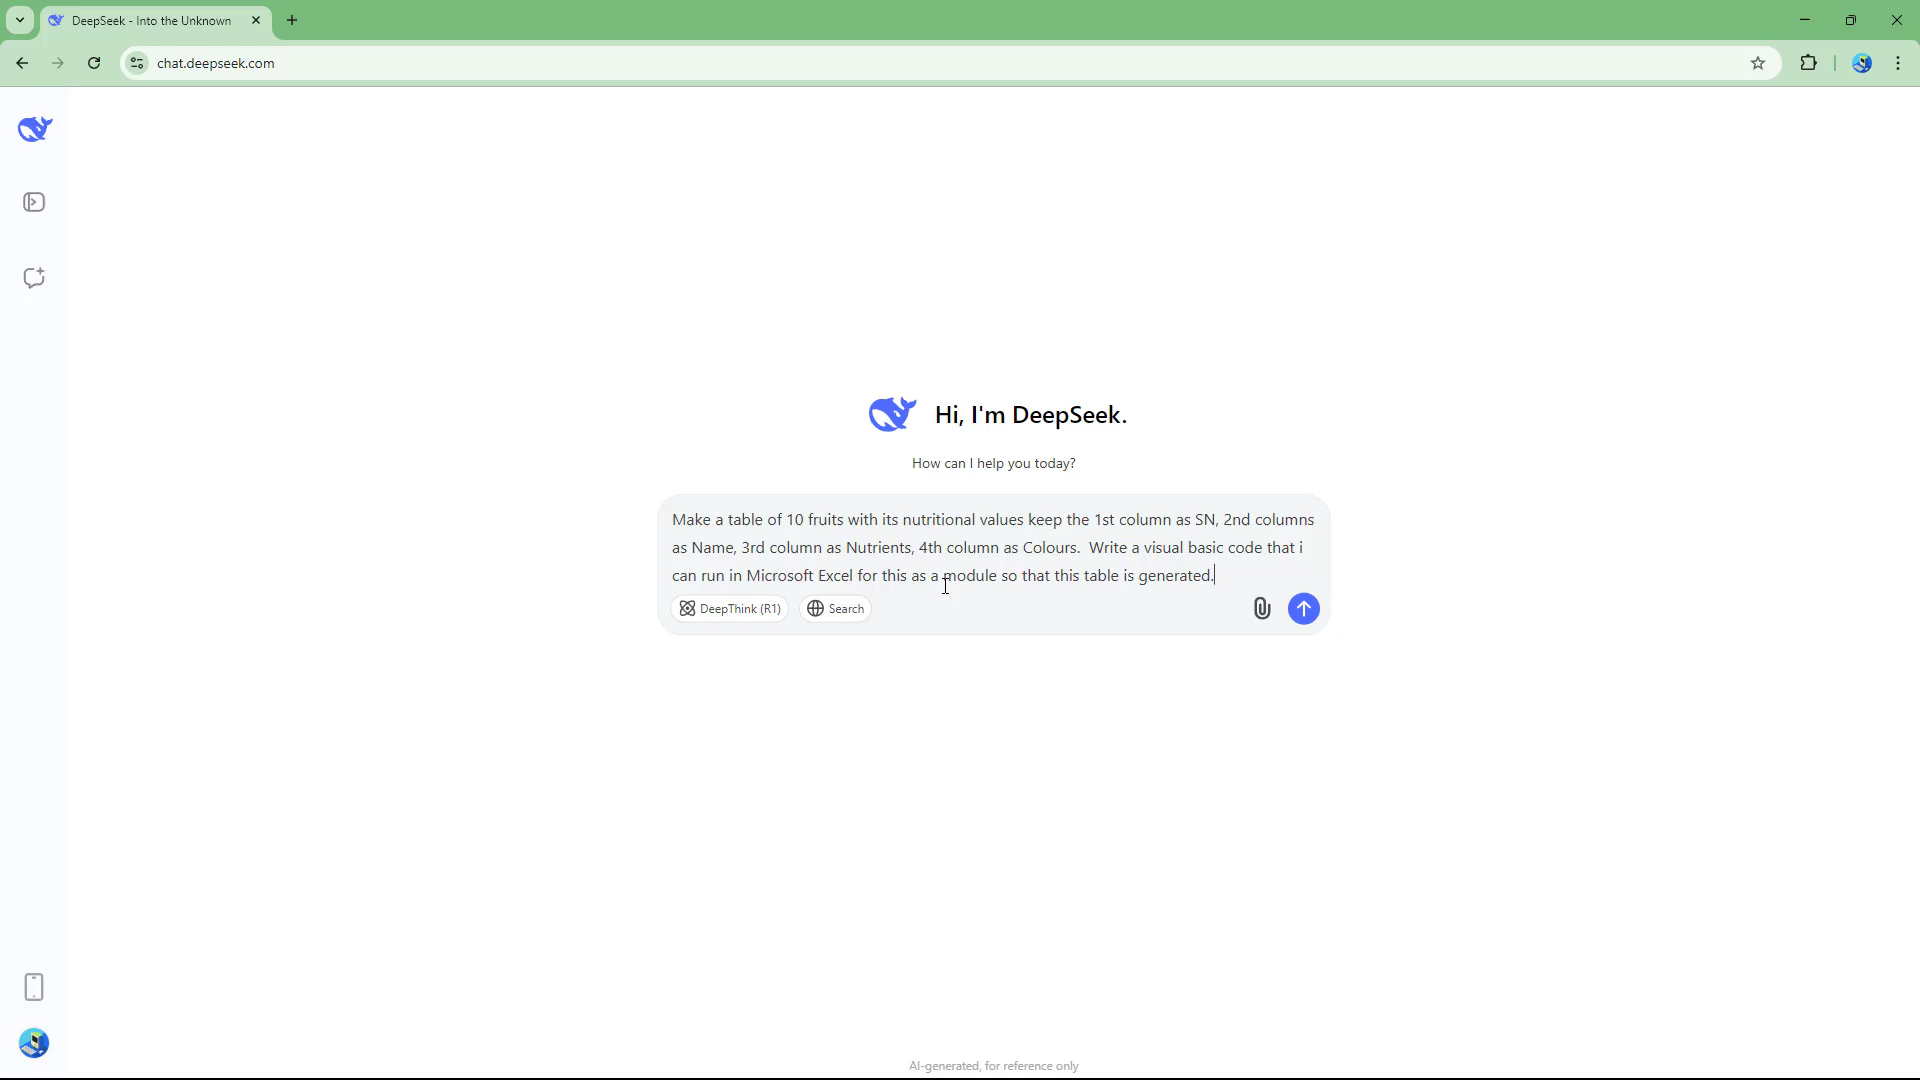 DeepSeek - Into the Unknown
chat.deepseek.com
Hi, I'm DeepSeek.
How can I help you today?
Make a table of 10 fruits with its nutritional values keep the 1st column as SN, 2nd columns
as Name, 3rd column as Nutrients, 4th column as Colours.  Write a visual basic code that i
can run in Microsoft Excel for this as a module so that this table is generated.
DeepThink (R1)
Search
AI-generated, for reference only